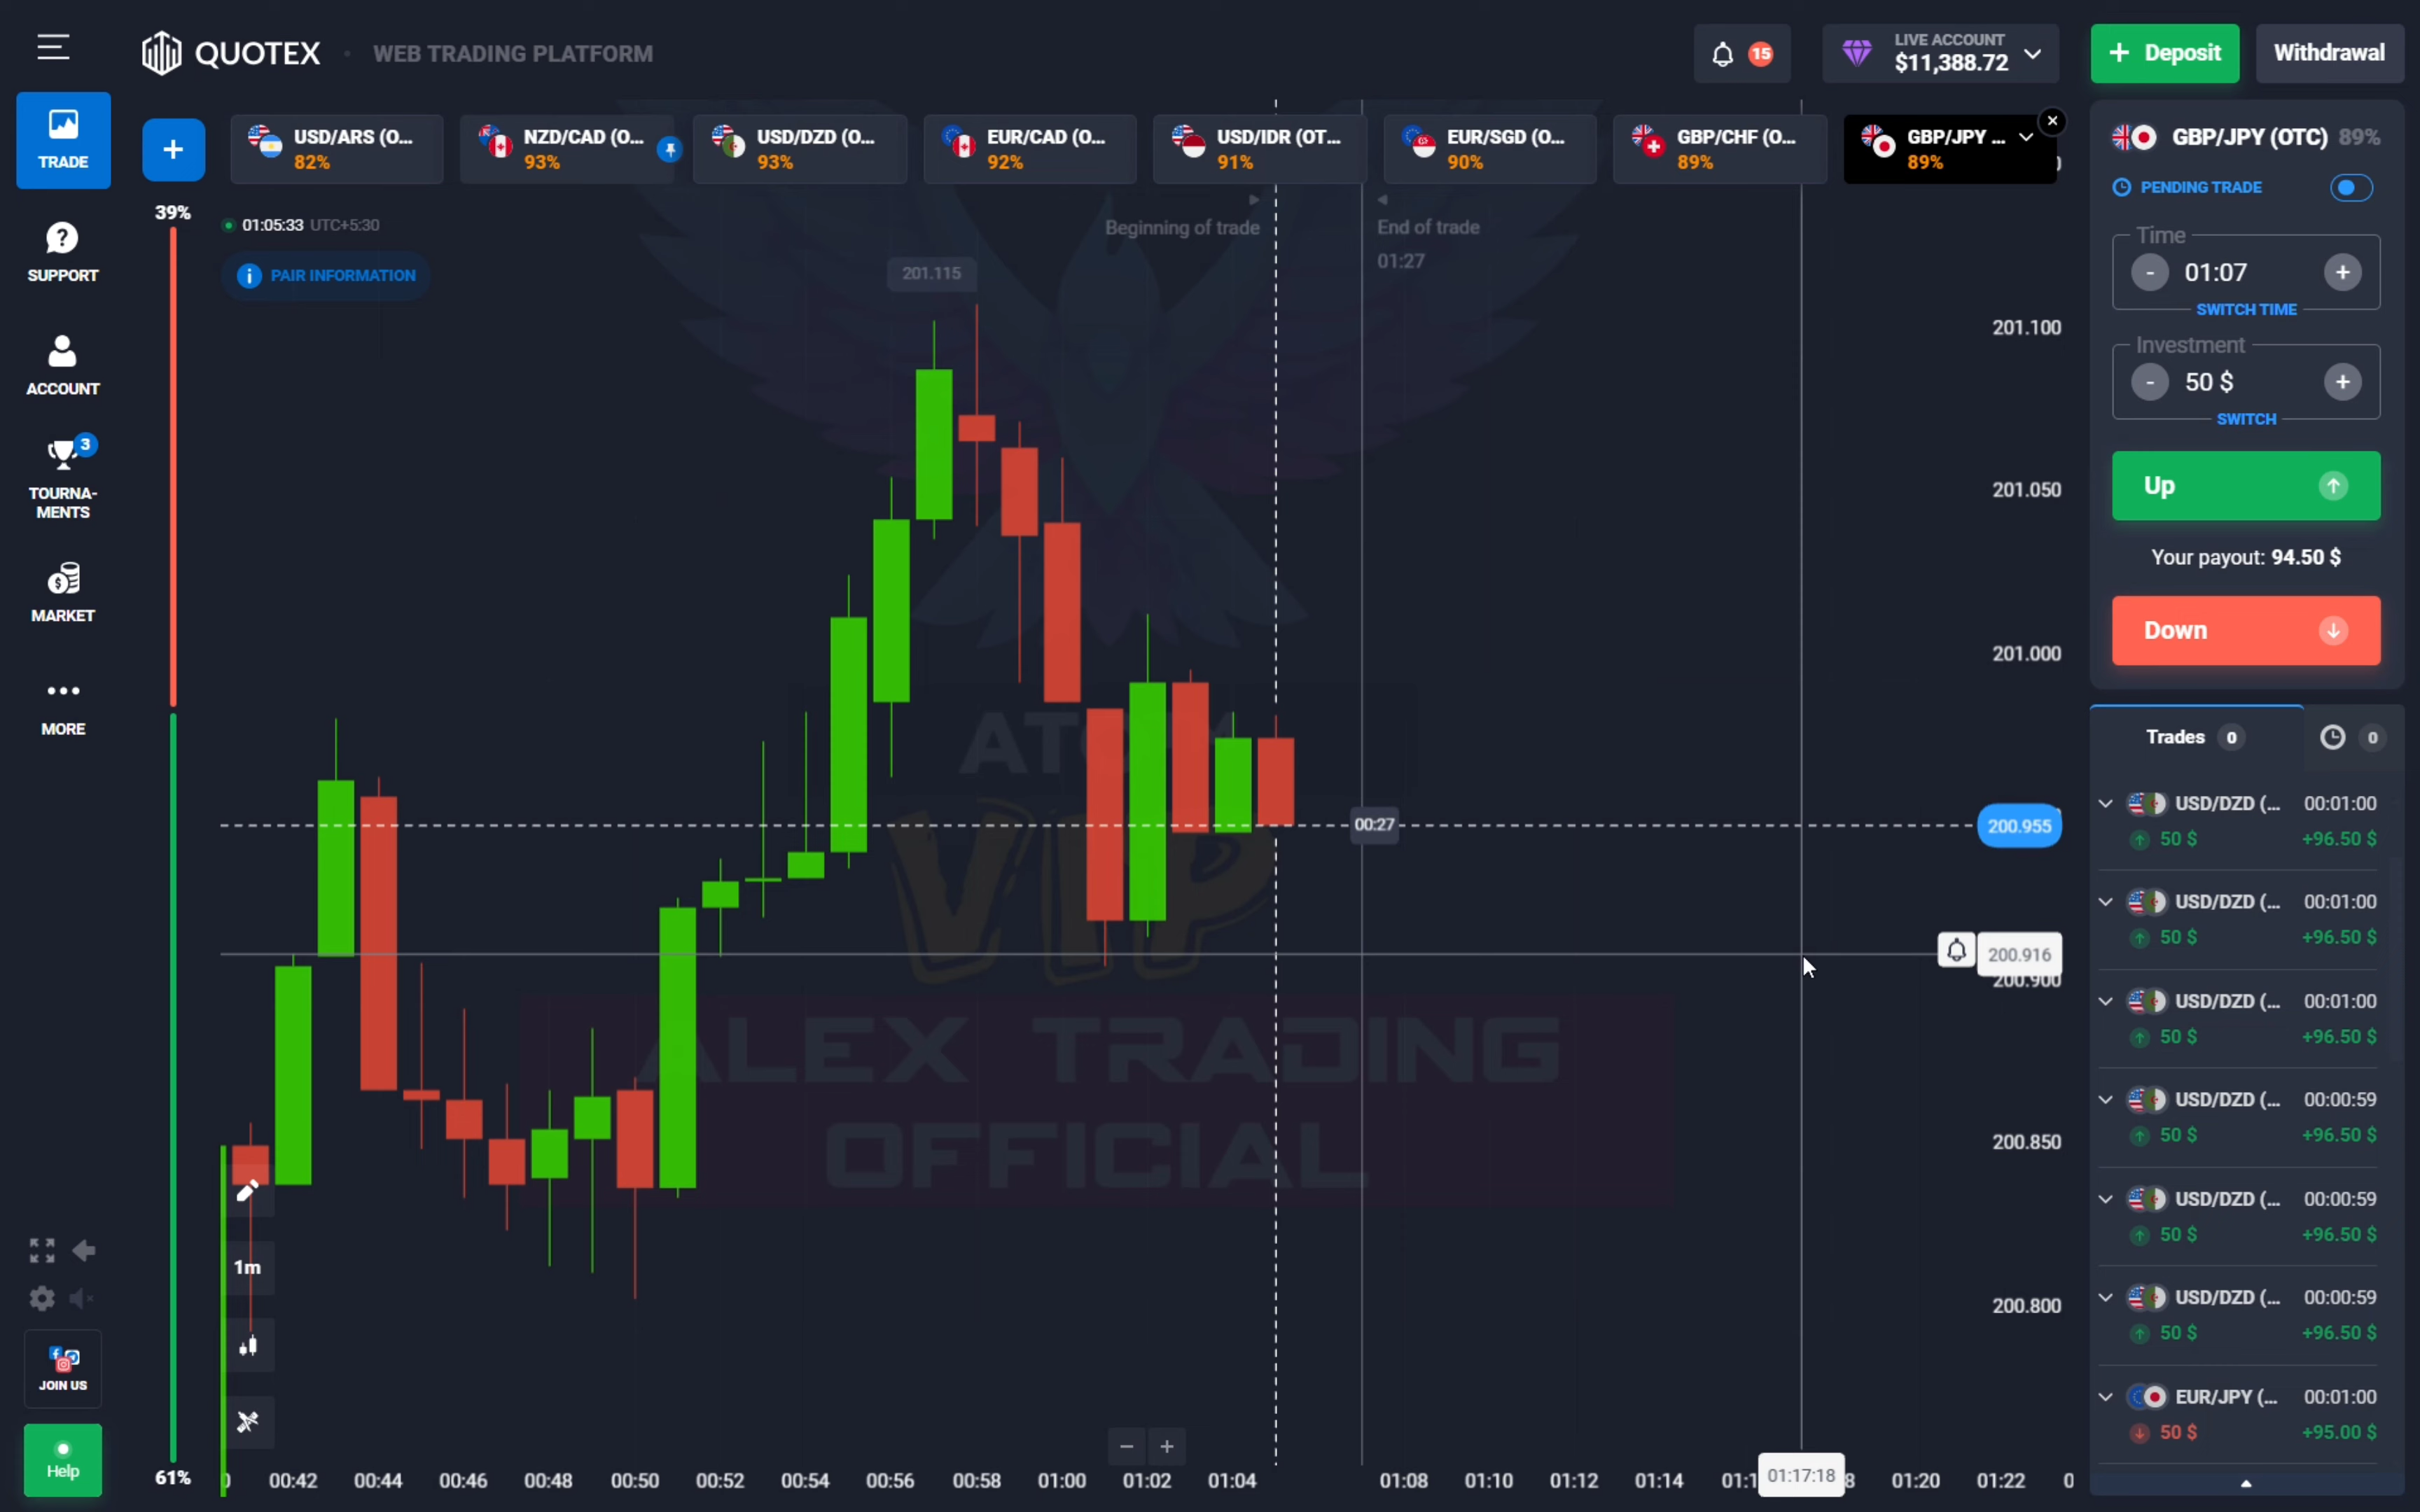 QUOTEX
WEB TRADING PLATFORM
15
LIVE ACCOUNT
$11,388.72
+ Deposit
Withdrawal
TRADE
SUPPORT
ACCOUNT
3
TOURNA-
MENTS
MARKET
MORE
JOIN US
Help
+
USD/ARS (O...
82%
NZD/CAD (O...
93%
USD/DZD (O...
93%
EUR/CAD (O...
92%
USD/IDR (OT...
91%
EUR/SGD (O...
90%
GBP/CHF (O...
89%
GBP/JPY ...
89%
39%
61%
01:05:33 UTC+5:30
PAIR INFORMATION
Beginning of trade
End of trade
01:27
201.115
201.100
201.050
201.000
00:27
200.955
200.916
200.900
200.850
200.800
VIP
ALEX TRADING
OFFICIAL
1m
− +
00:42 00:44 00:46 00:48 00:50 00:52 00:54 00:56 00:58 01:00 01:02 01:04 01:08 01:10 01:12 01:14 01:17:18 01:20 01:22
GBP/JPY (OTC) 89%
PENDING TRADE
Time
- 01:07 +
SWITCH TIME
Investment
- 50 $ +
SWITCH
Up
Your payout: 94.50 $
Down
Trades 0
0
USD/DZD (... 00:01:00
50 $ +96.50 $
USD/DZD (... 00:01:00
50 $ +96.50 $
USD/DZD (... 00:01:00
50 $ +96.50 $
USD/DZD (... 00:00:59
50 $ +96.50 $
USD/DZD (... 00:00:59
50 $ +96.50 $
USD/DZD (... 00:00:59
50 $ +96.50 $
EUR/JPY (... 00:01:00
50 $ +95.00 $